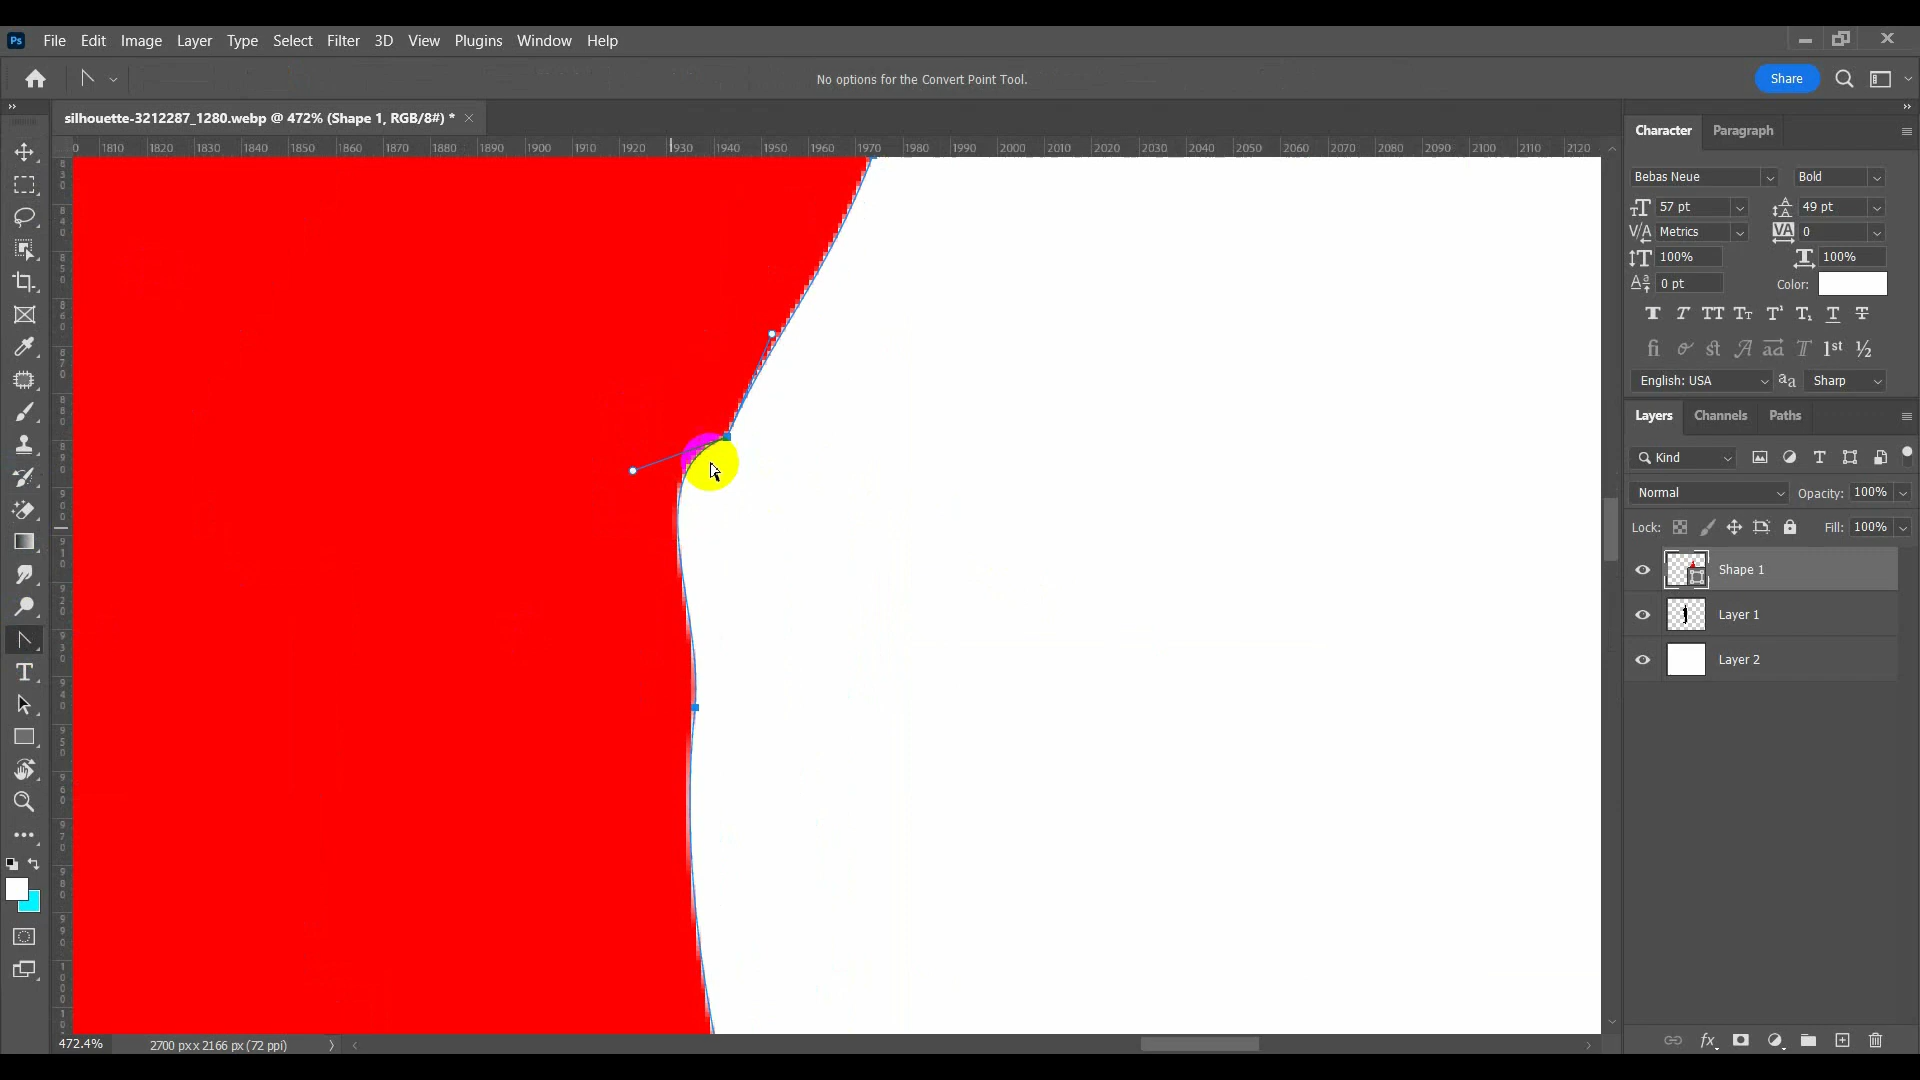 Ps File Edit Image Layer Type Select Filter 3D View Plugins Window Help
No options for the Convert Point Tool.
Share
silhouette-3212287_1280.webp @ 472% (Shape 1, RGB/8#) *
0 1810 1820 1830 1840 1850 1860 1870 1880 1890 1900 1910 1920 1930 1940 1950 1960 1970 1980 1990 2000 2010 2020 2030 2040 2050 2060 2070 2080 2090 2100 2110 2120
Character Paragraph
Bebas Neue Bold
57 pt 49 pt
Metrics 0
100% 100%
0 pt Color:
English: USA Sharp
Layers Channels Paths
Kind
Normal Opacity: 100%
Lock: Fill: 100%
Shape 1
Layer 1
Layer 2
472.4% 2700 px x 2166 px (72 ppi)